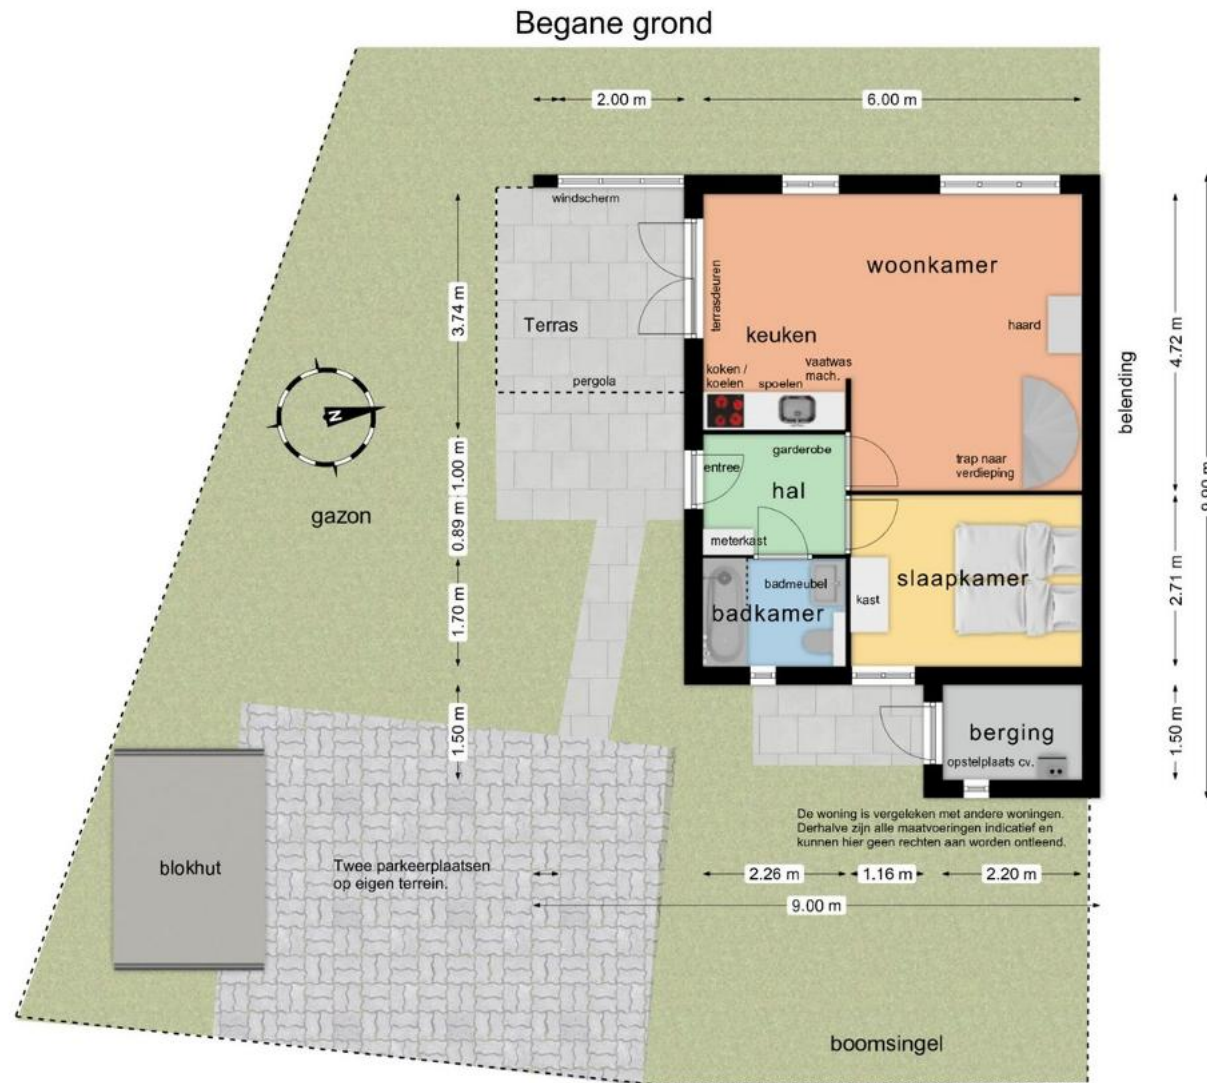 Begane grond
2.00 m
6.00 m
windscherm
woonkamer
terrasdeuren
3.74 m
Terras
keuken
haard
4.72 m
vaatwas
mach.
koken /
koelen
spoelen
pergola
belending
N
garderobe
entree
trap naar
verdieping
1.00 m
hal
gazon
0.89 m
meterkast
9.90 m
badmeubel
slaapkamer
2.71 m
kast
badkamer
1.70 m
1.50 m
berging
1.50 m
opstelplaats cv.
De woning is vergeleken met andere woningen.
Derhalve zijn alle maatvoeringen indicatief en
kunnen hier geen rechten aan worden ontleend.
blokhut
Twee parkeerplaatsen
op eigen terrein.
2.26 m
1.16 m
2.20 m
9.00 m
boomsingel